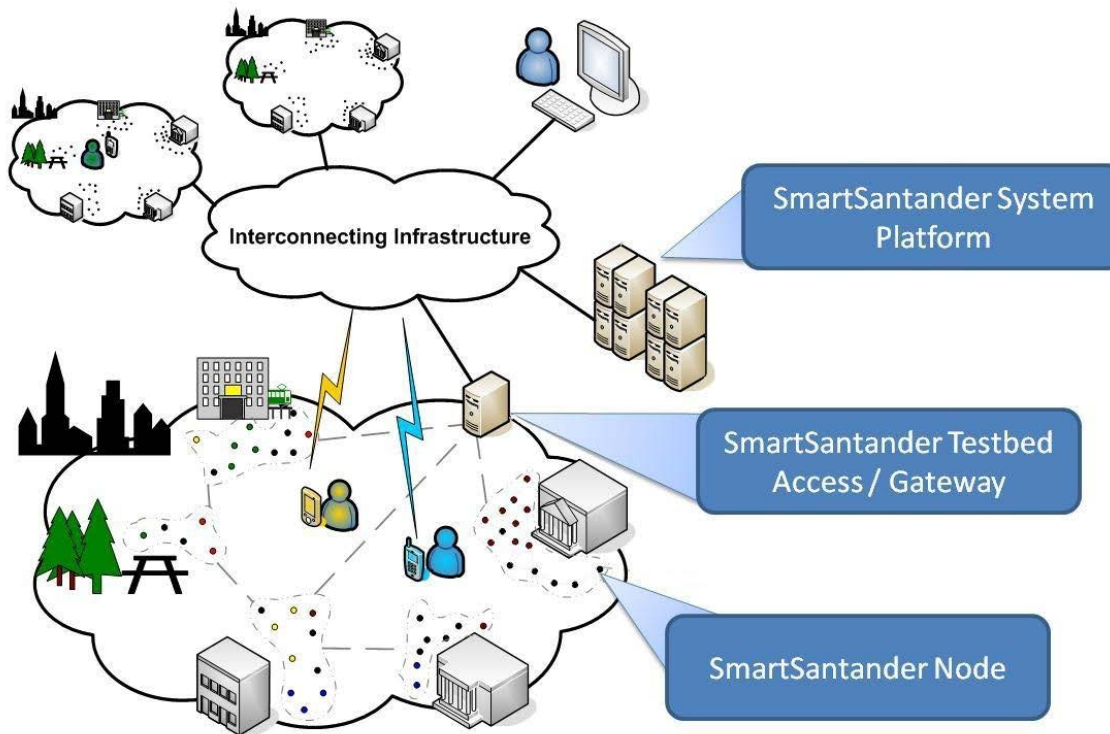 Interconnecting Infrastructure
SmartSantander System
Platform
SmartSantander Testbed
Access / Gateway
SmartSantander Node